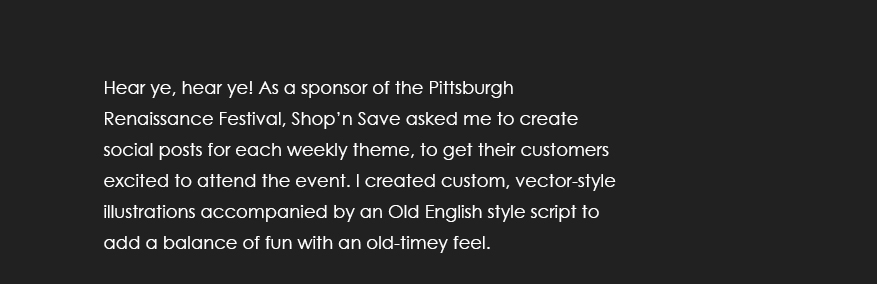 Hear ye, hear ye! As a sponsor of the Pittsburgh
Renaissance Festival, Shop’n Save asked me to create
social posts for each weekly theme, to get their customers
excited to attend the event. I created custom, vector-style
illustrations accompanied by an Old English style script to
add a balance of fun with an old-timey feel.